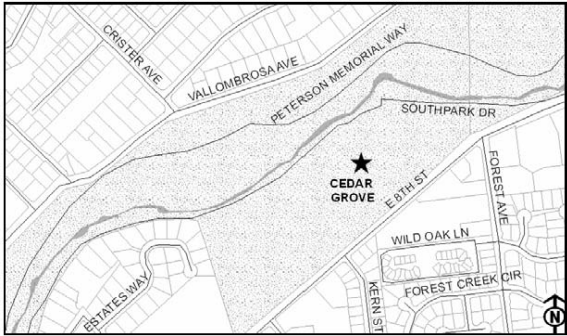 CRISTER AVE
VALLOMBROSA AVE
PETERSON MEMORIAL WAY
SOUTHPARK DR
CEDAR
GROVE
E 8TH ST
FOREST AVE
WILD OAK LN
FOREST CREEK CIR
KERN ST
ESTATES WAY
N